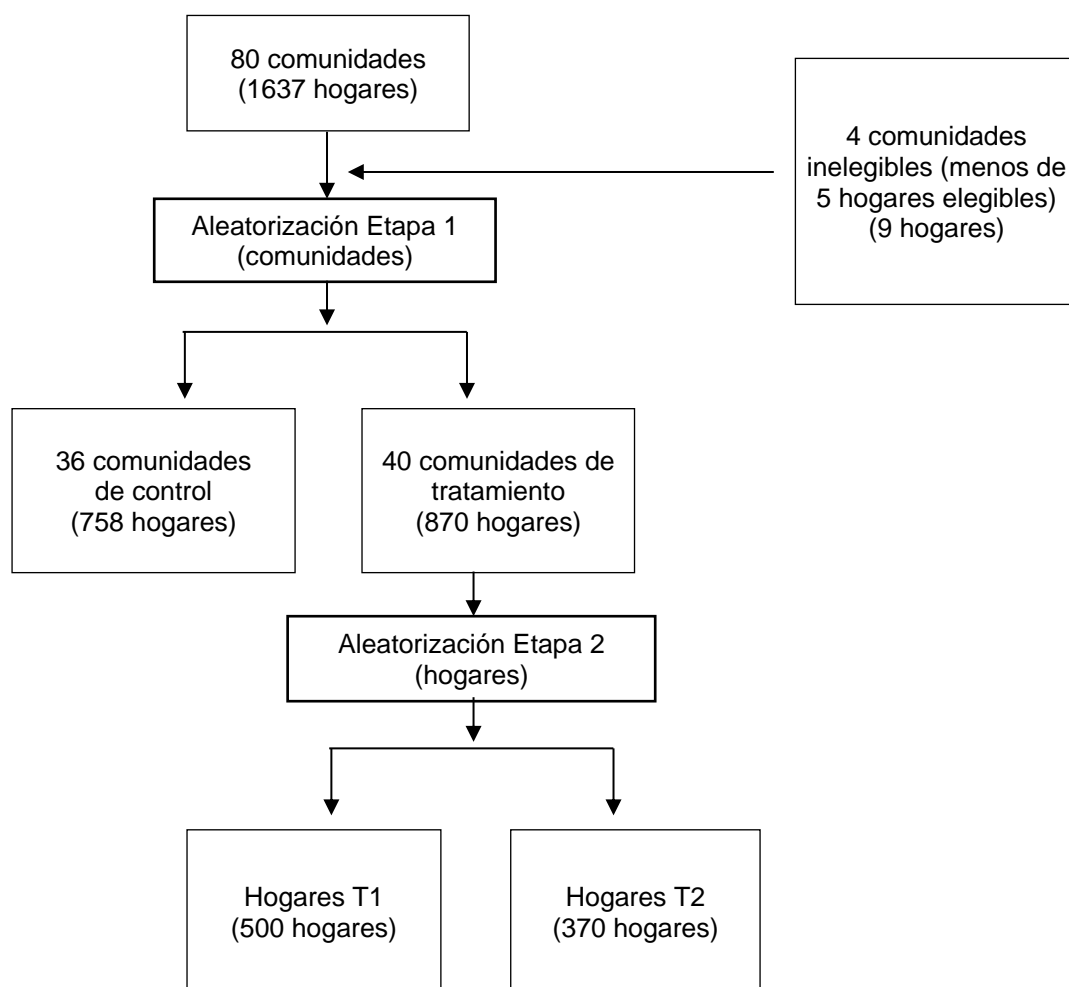 80 comunidades
(1637 hogares)
4 comunidades
inelegibles (menos de
5 hogares elegibles)
(9 hogares)
Aleatorización Etapa 1
(comunidades)
36 comunidades
de control
(758 hogares)
40 comunidades de
tratamiento
(870 hogares)
Aleatorización Etapa 2
(hogares)
Hogares T1
(500 hogares)
Hogares T2
(370 hogares)